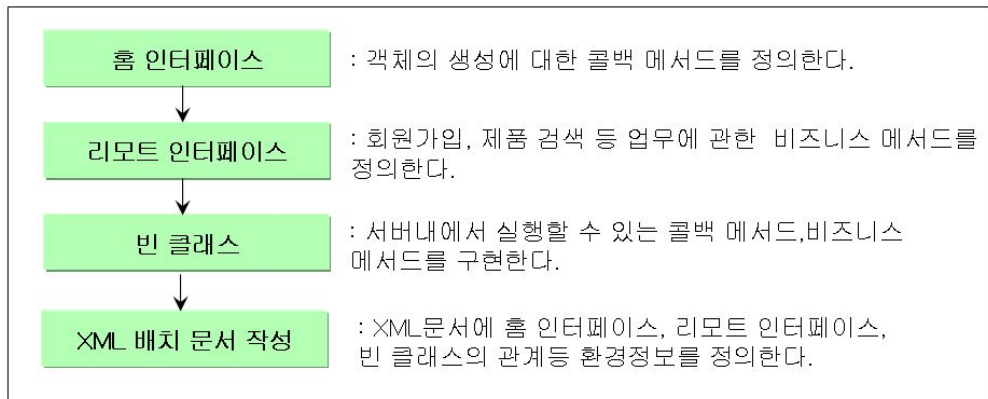 홈 인터페이스
: 객체의 생성에 대한 콜백 메서드를 정의한다.
리모트 인터페이스
: 회원가입, 제품 검색 등 업무에 관한 비즈니스 메서드를
정의한다.
빈 클래스
: 서버내에서 실행할 수 있는 콜백 메서드,비즈니스
메서드를 구현한다.
XML 배치 문서 작성
: XML문서에 홈 인터페이스, 리모트 인터페이스,
빈 클래스의 관계등 환경정보를 정의한다.